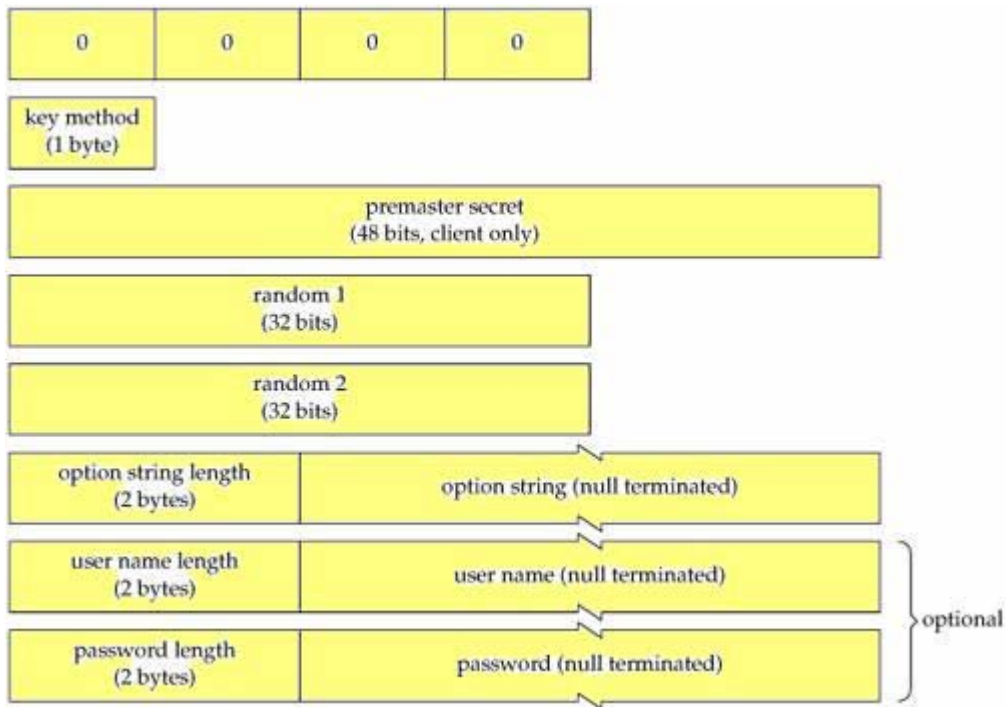 0 0 0 0
key method
(1 byte)
premaster secret
(48 bits, client only)
random 1
(32 bits)
random 2
(32 bits)
option string length
(2 bytes)
option string (null terminated)
user name length
(2 bytes)
user name (null terminated)
password length
(2 bytes)
password (null terminated)
optional